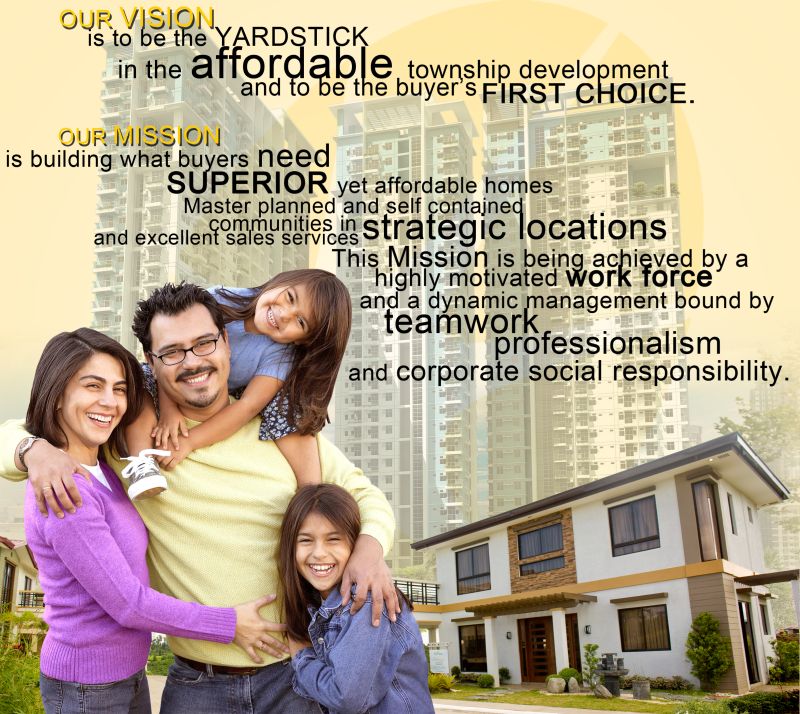 OUR VISION
is to be the YARDSTICK
in the affordable township development
and to be the buyer's FIRST CHOICE.
OUR MISSION
is building what buyers need
SUPERIOR yet affordable homes
Master planned and self contained
communities in strategic locations
and excellent sales services
This Mission is being achieved by a
highly motivated work force
and a dynamic management bound by
teamwork
professionalism
and corporate social responsibility.